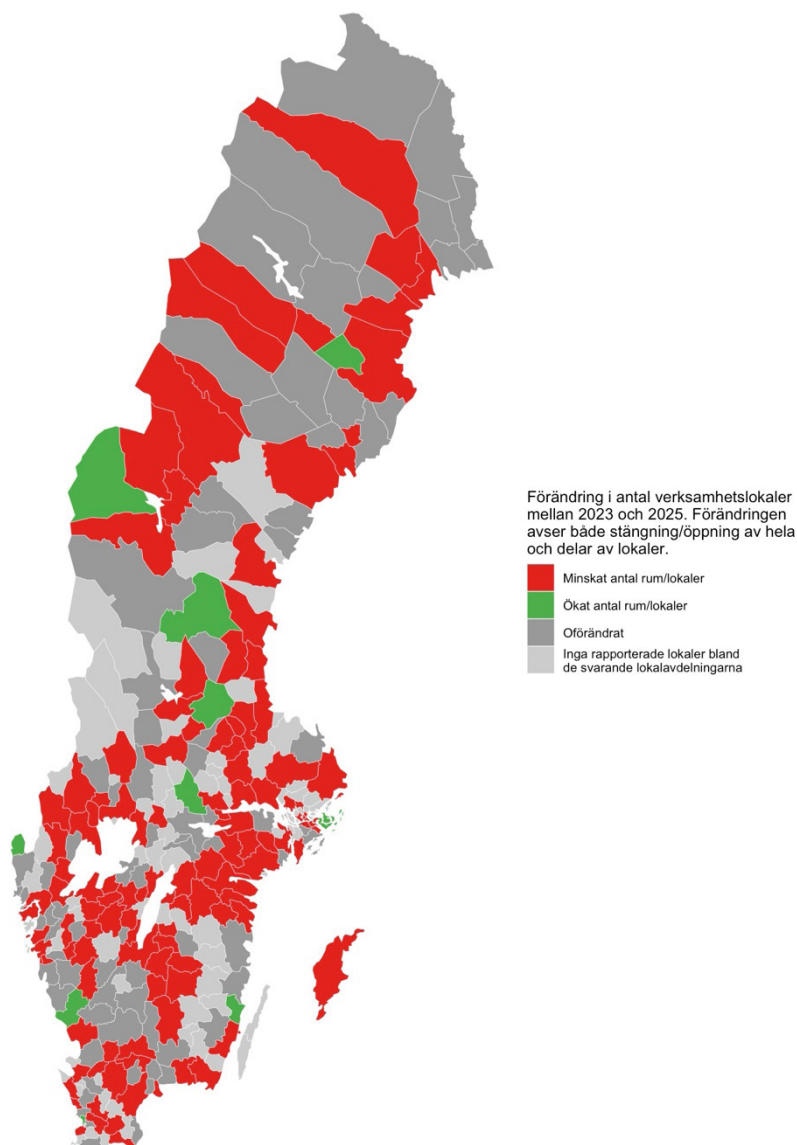 Förändring i antal verksamhetslokaler
mellan 2023 och 2025. Förändringen
avser både stängning/öppning av hela
och delar av lokaler.
Minskat antal rum/lokaler
Ökat antal rum/lokaler
Oförändrat
Inga rapporterade lokaler bland
de svarande lokalavdelningarna